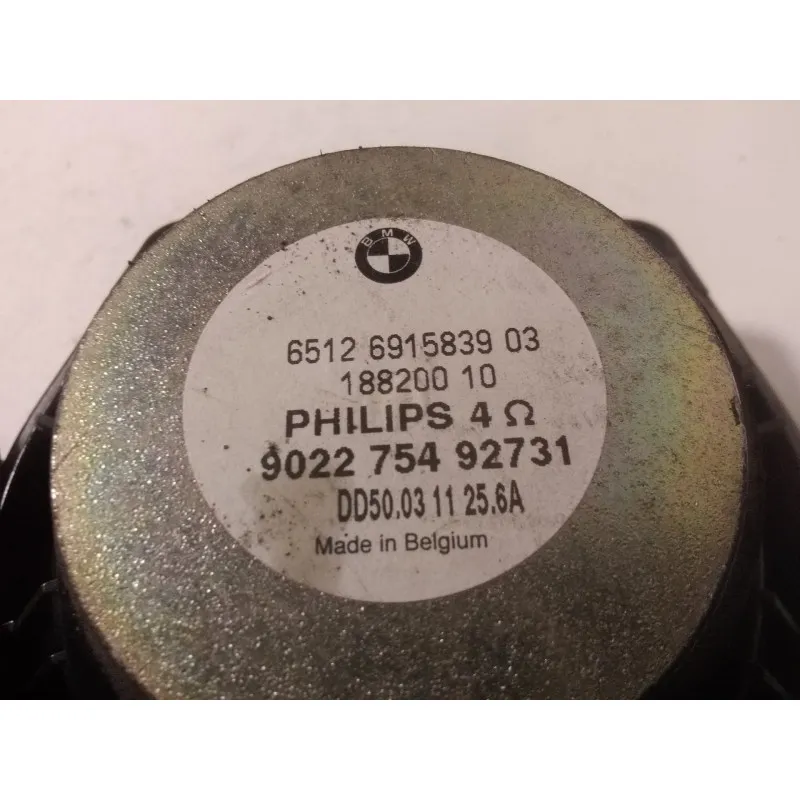 BMW
6512 6915839 03
188200 10
PHILIPS 4 Ω
9022 754 92731
DD50.03 11 25.6A
Made in Belgium